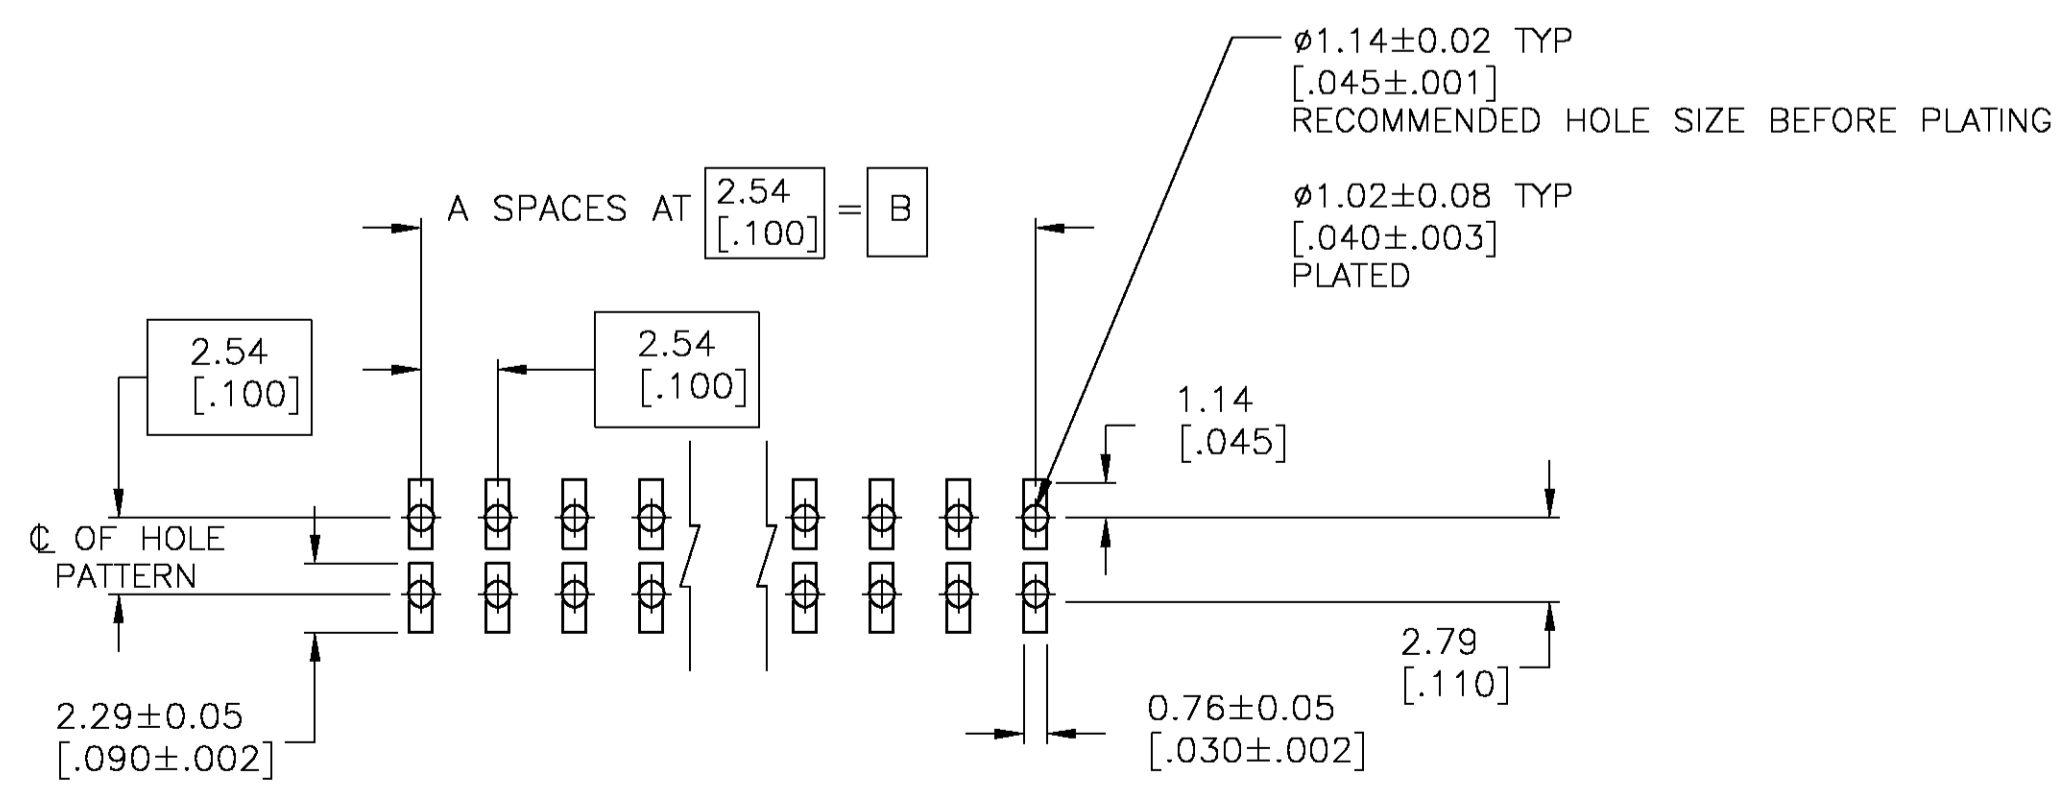 ø1.14±0.02 TYP
[.045±.001]
RECOMMENDED HOLE SIZE BEFORE PLATING
ø1.02±0.08 TYP
[.040±.003]
PLATED
A SPACES AT 2.54 [.100] = B
2.54
[.100]
2.54
[.100]
1.14
[.045]
℄ OF HOLE
PATTERN
2.79
[.110]
2.29±0.05
[.090±.002]
0.76±0.05
[.030±.002]